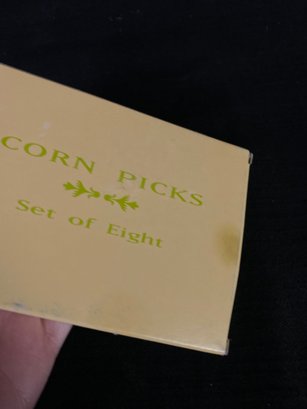 CORN PICKS
Set of Eight